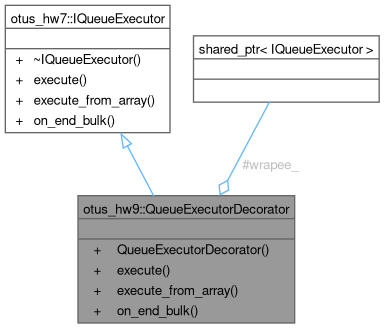 otus_hw7::IQueueExecutor
+ ~IQueueExecutor()
+ execute()
+ execute_from_array()
+ on_end_bulk()
shared_ptr< IQueueExecutor >
#wrapee_
otus_hw9::QueueExecutorDecorator
+ QueueExecutorDecorator()
+ execute()
+ execute_from_array()
+ on_end_bulk()